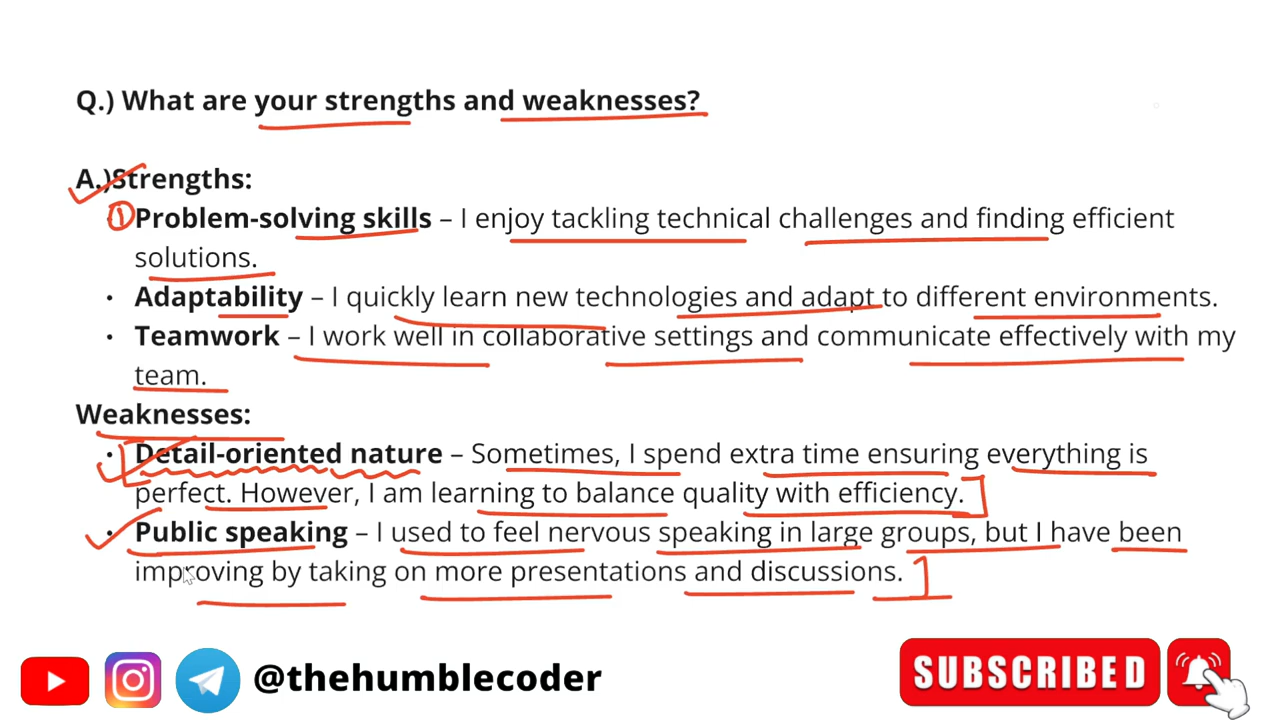 Q.) What are your strengths and weaknesses?
A.)Strengths:
① Problem-solving skills – I enjoy tackling technical challenges and finding efficient
solutions.
• Adaptability – I quickly learn new technologies and adapt to different environments.
• Teamwork – I work well in collaborative settings and communicate effectively with my
team.
Weaknesses:
• Detail-oriented nature – Sometimes, I spend extra time ensuring everything is
perfect. However, I am learning to balance quality with efficiency.
• Public speaking – I used to feel nervous speaking in large groups, but I have been
improving by taking on more presentations and discussions.
@thehumblecoder
SUBSCRIBED